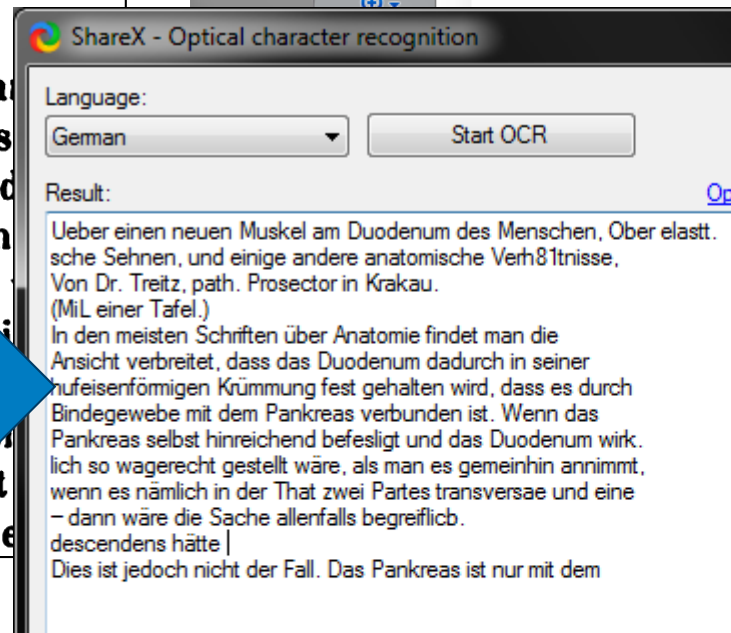 ShareX - Optical character recognition
Language:
German
Start OCR
Result:
Op
Ueber einen neuen Muskel am Duodenum des Menschen, Ober elastt.
sche Sehnen, und einige andere anatomische Verh81tnisse,
Von Dr. Treitz, path. Prosector in Krakau.
(MiL einer Tafel.)
In den meisten Schriften über Anatomie findet man die
Ansicht verbreitet, dass das Duodenum dadurch in seiner
hufeisenförmigen Krümmung fest gehalten wird, dass es durch
Bindegewebe mit dem Pankreas verbunden ist. Wenn das
Pankreas selbst hinreichend befesligt und das Duodenum wirk.
lich so wagerecht gestellt wäre, als man es gemeinhin annimmt,
wenn es nämlich in der That zwei Partes transversae und eine
– dann wäre die Sache allenfalls begreiflicb.
descendens hätte
Dies ist jedoch nicht der Fall. Das Pankreas ist nur mit dem